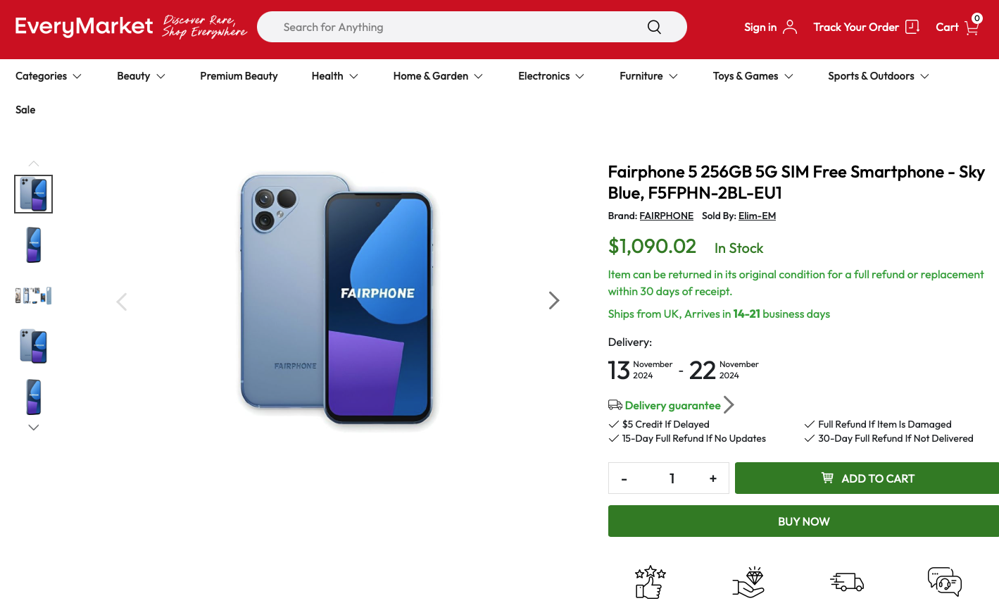 EveryMarket
Discover Rare,
Shop Everywhere
Search for Anything
Sign in
Track Your Order
Cart
0
Categories
Beauty
Premium Beauty
Health
Home & Garden
Electronics
Furniture
Toys & Games
Sports & Outdoors
Sale
FAIRPHONE
FAIRPHONE
Fairphone 5 256GB 5G SIM Free Smartphone - Sky
Blue, F5FPHN-2BL-EU1
Brand: FAIRPHONE Sold By: Elim-EM
$1,090.02 In Stock
Item can be returned in its original condition for a full refund or replacement
within 30 days of receipt.
Ships from UK, Arrives in 14-21 business days
Delivery:
13 November 2024 - 22 November 2024
Delivery guarantee
$5 Credit If Delayed
Full Refund If Item Is Damaged
15-Day Full Refund If No Updates
30-Day Full Refund If Not Delivered
- 1 +
ADD TO CART
BUY NOW